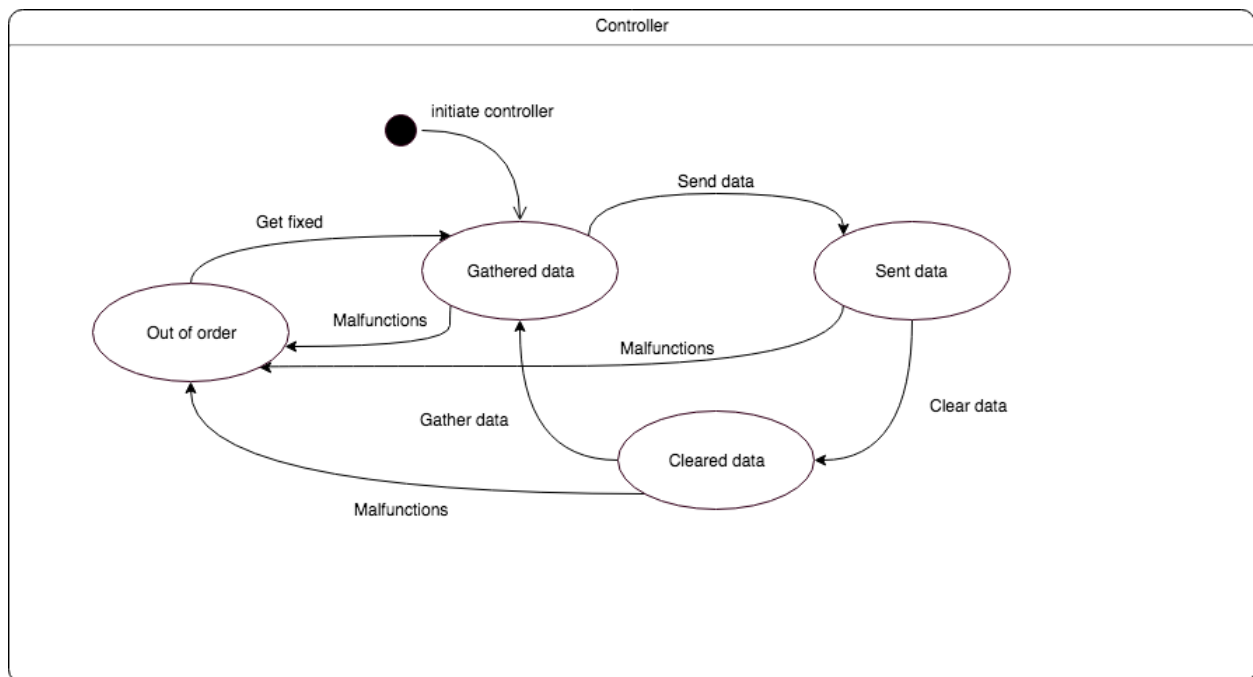 Controller
initiate controller
Send data
Get fixed
Gathered data
Sent data
Malfunctions
Out of order
Malfunctions
Clear data
Gather data
Cleared data
Malfunctions